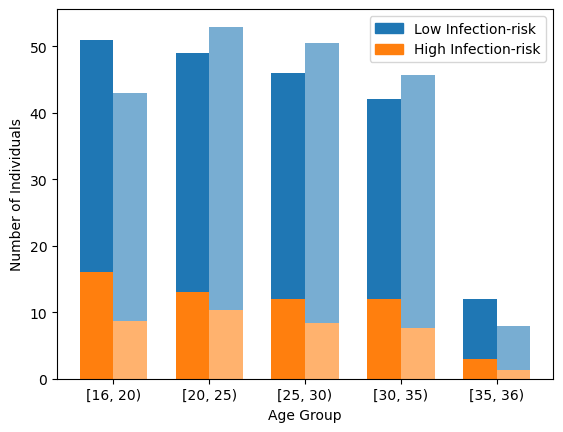 Low Infection-risk
High Infection-risk
50
40
30
20
10
0
Number of Individuals
[16, 20)
[20, 25)
[25, 30)
[30, 35)
[35, 36)
Age Group